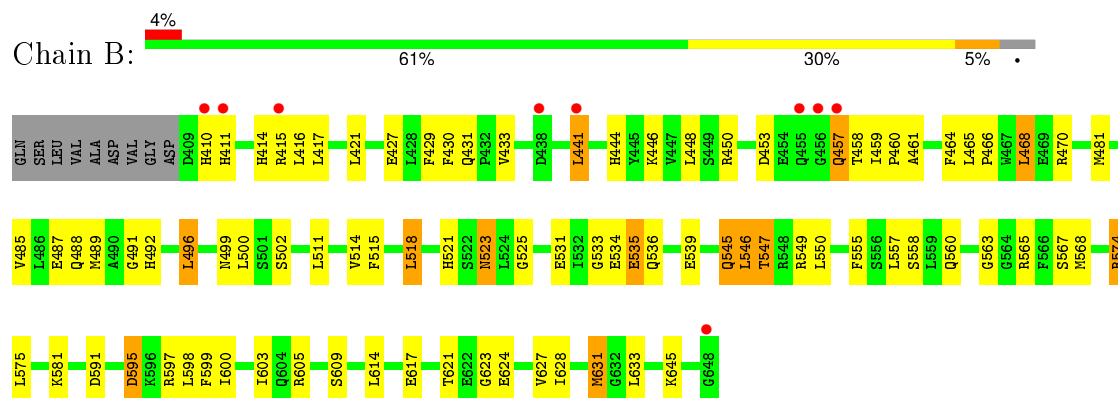 4%
Chain B:
61% 30% 5% •
GLN SER LEU VAL ALA ASP VAL GLY ASP D409 H410 H411 H414 R415 L416 L417 L421 E427 L428 F429 F430 Q431 P432 V433 D438 L441 H444 Y445 K446 V447 L448 S449 R450 D453 E454 Q455 G456 Q457 T458 I459 P460 A461 F464 L465 P466 W467 L468 E469 R470 M481
V485 L486 E487 Q488 M489 A490 G491 H492 L496 N499 L500 S501 S502 L511 V514 F515 L518 H521 S522 N523 L524 G525 E531 I532 G533 E534 E535 Q536 E539 Q545 L546 T547 R548 R549 L550 F555 S556 L557 S558 L559 Q560 G563 G564 R565 F566 S567 M568 R574
L575 K581 D591 D595 K596 R597 L598 F599 I600 I603 Q604 R605 S609 L614 E617 T621 E622 G623 E624 V627 I628 M631 G632 L633 K645 G648